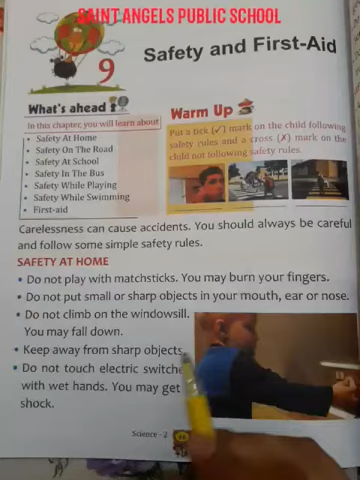 SAINT ANGELS PUBLIC SCHOOL
Safety and First-Aid
9
What's ahead
In this chapter, you will learn about
• Safety At Home
• Safety On The Road
• Safety At School
• Safety In The Bus
• Safety While Playing
• Safety While Swimming
• First-aid
Warm Up
Put a tick (✓) mark on the child following
safety rules and a cross (✗) mark on the
child not following safety rules.
Carelessness can cause accidents. You should always be careful
and follow some simple safety rules.
SAFETY AT HOME
• Do not play with matchsticks. You may burn your fingers.
• Do not put small or sharp objects in your mouth, ear or nose.
• Do not climb on the windowsill.
You may fall down.
• Keep away from sharp objects.
• Do not touch electric switche
with wet hands. You may get
shock.
Science - 2